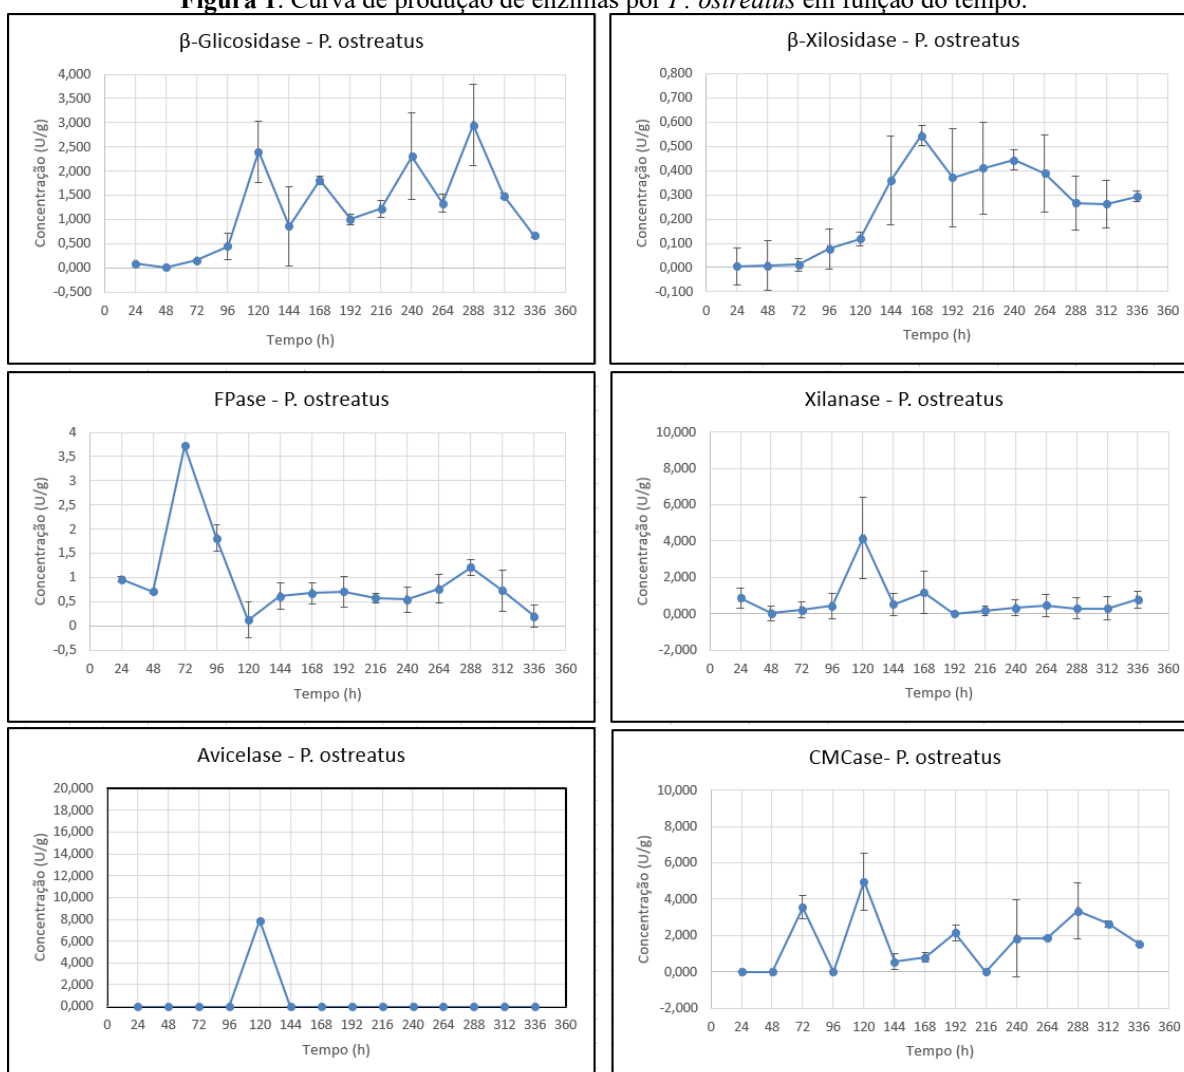 Figura 1. Curva de produção de enzimas por P. ostreatus em função do tempo.
β-Glicosidase - P. ostreatus
Concentração (U/g)
4,000
3,500
3,000
2,500
2,000
1,500
1,000
0,500
0,000
-0,500
0 24 48 72 96 120 144 168 192 216 240 264 288 312 336 360
Tempo (h)
β-Xilosidase - P. ostreatus
Concentração (U/g)
0,800
0,700
0,600
0,500
0,400
0,300
0,200
0,100
0,000
-0,100
0 24 48 72 96 120 144 168 192 216 240 264 288 312 336 360
Tempo (h)
FPase - P. ostreatus
Concentração (U/g)
4
3,5
3
2,5
2
1,5
1
0,5
0
-0,5
0 24 48 72 96 120 144 168 192 216 240 264 288 312 336 360
Tempo (h)
Xilanase - P. ostreatus
Concentração (U/g)
10,000
8,000
6,000
4,000
2,000
0,000
-2,000
0 24 48 72 96 120 144 168 192 216 240 264 288 312 336 360
Tempo (h)
Avicelase - P. ostreatus
Concentração (U/g)
20,000
18,000
16,000
14,000
12,000
10,000
8,000
6,000
4,000
2,000
0,000
0 24 48 72 96 120 144 168 192 216 240 264 288 312 336 360
Tempo (h)
CMCase- P. ostreatus
Concentração (U/g)
10,000
8,000
6,000
4,000
2,000
0,000
-2,000
0 24 48 72 96 120 144 168 192 216 240 264 288 312 336 360
Tempo (h)